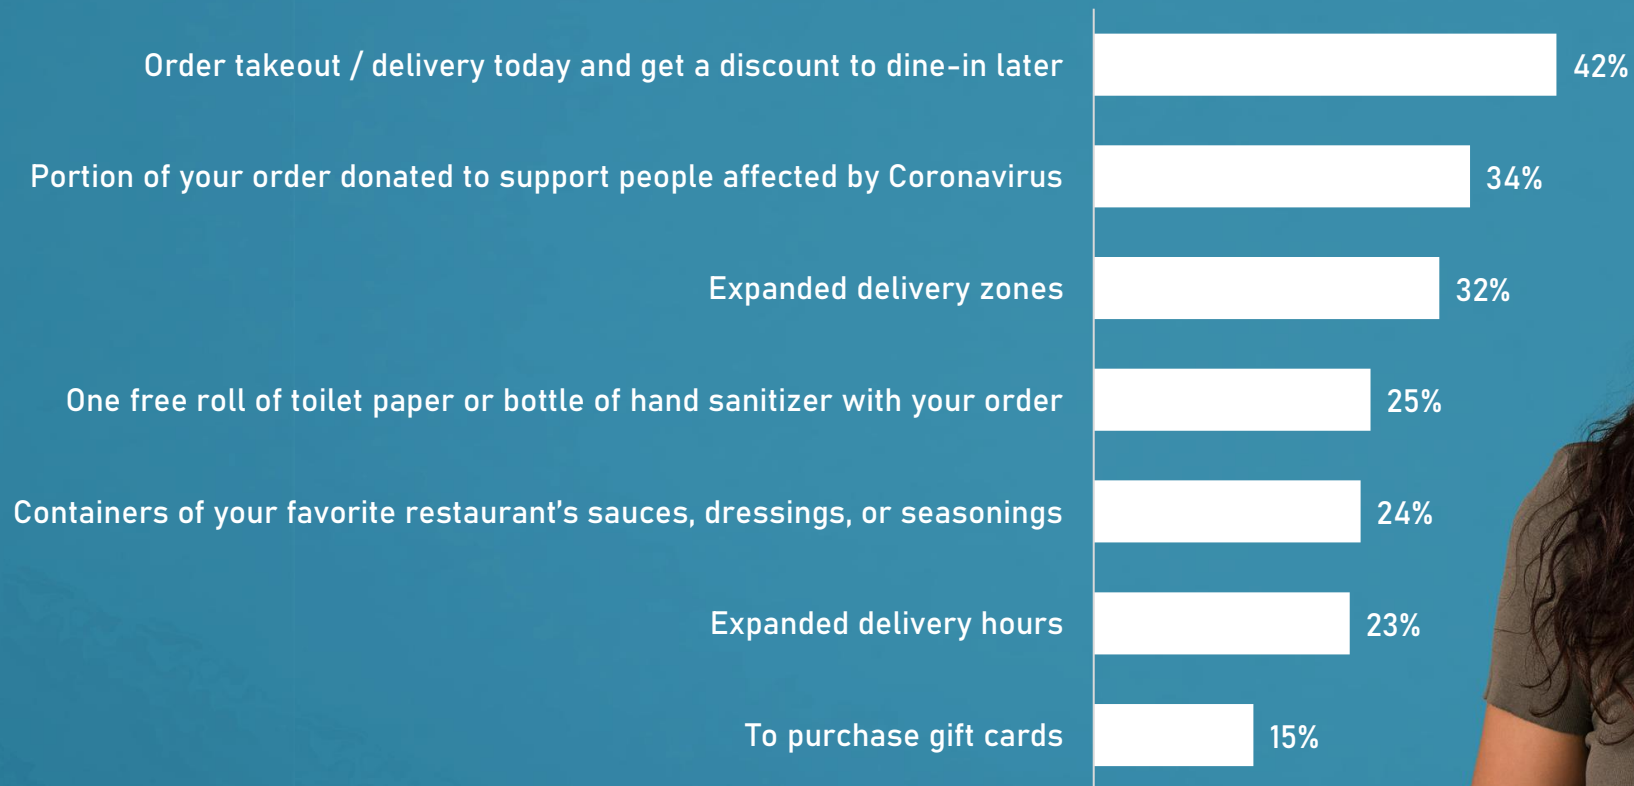 Order takeout / delivery today and get a discount to dine-in later 42%
Portion of your order donated to support people affected by Coronavirus 34%
Expanded delivery zones 32%
One free roll of toilet paper or bottle of hand sanitizer with your order 25%
Containers of your favorite restaurant's sauces, dressings, or seasonings 24%
Expanded delivery hours 23%
To purchase gift cards 15%